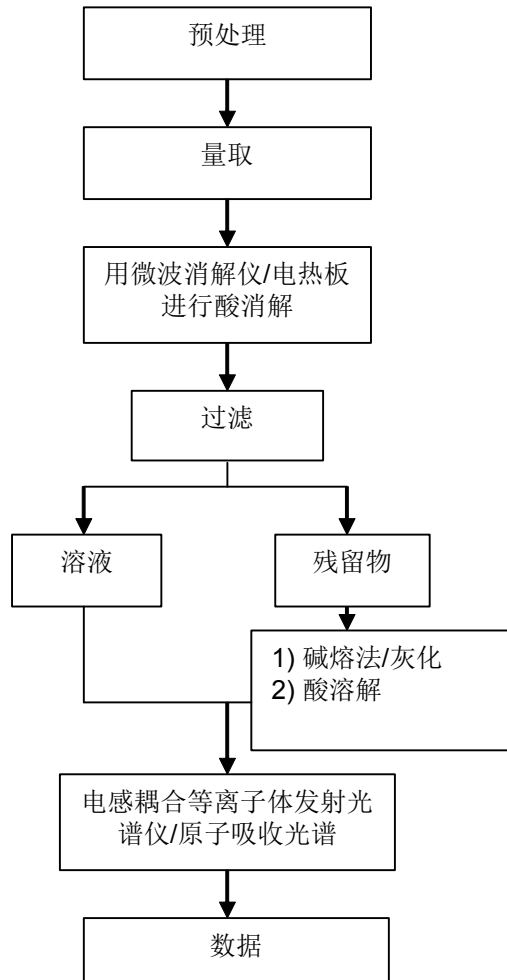 预处理
量取
用微波消解仪/电热板
进行酸消解
过滤
溶液
残留物
1) 碱熔法/灰化
2) 酸溶解
电感耦合等离子体发射光
谱仪/原子吸收光谱
数据